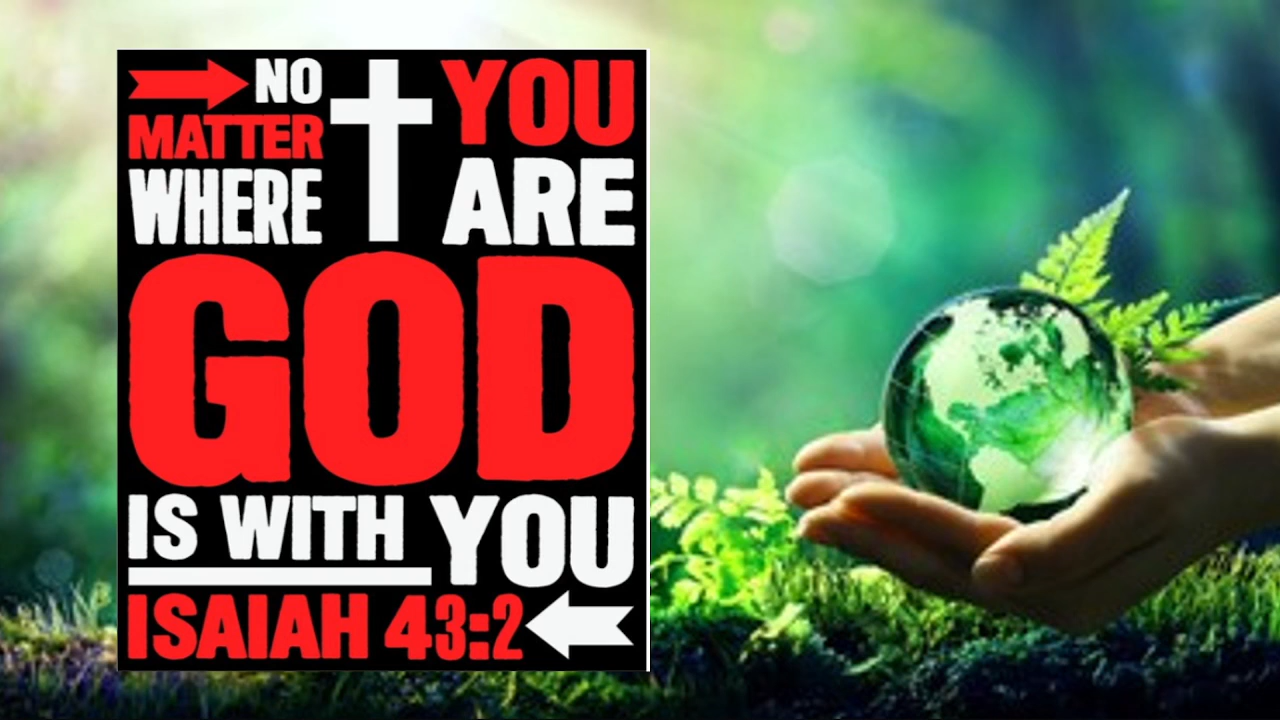 NO
MATTER
WHERE
YOU
ARE
GOD
IS WITH YOU
ISAIAH 43:2